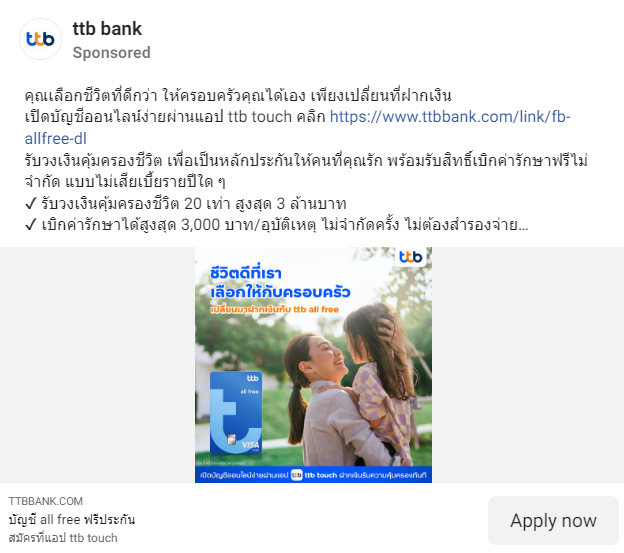 ttb
ttb bank
Sponsored
คุณเลือกชีวิตที่ดีกว่า ให้ครอบครัวคุณได้เอง เพียงเปลี่ยนที่ฝากเงิน
เปิดบัญชีออนไลน์ง่ายผ่านแอป ttb touch คลิก https://www.ttbbank.com/link/fb-
allfree-dl
รับวงเงินคุ้มครองชีวิต เพื่อเป็นหลักประกันให้คนที่คุณรัก พร้อมรับสิทธิ์เบิกค่ารักษาฟรีไม่
จำกัด แบบไม่เสียเบี้ยรายปีใด ๆ
✓ รับวงเงินคุ้มครองชีวิต 20 เท่า สูงสุด 3 ล้านบาท
✓ เบิกค่ารักษาได้สูงสุด 3,000 บาท/อุบัติเหตุ ไม่จำกัดครั้ง ไม่ต้องสำรองจ่าย...
ttb
ชีวิตดีที่เรา
เลือกให้กับครอบครัว
เปลี่ยนมาฝากเงินกับ ttb all free
ttb
all free
VISA
เปิดบัญชีออนไลน์ง่ายผ่านแอป ttb ttb touch ฝากเงินรับความคุ้มครองทันที
TTBBANK.COM
บัญชี all free ฟรีประกัน
สมัครที่แอป ttb touch
Apply now